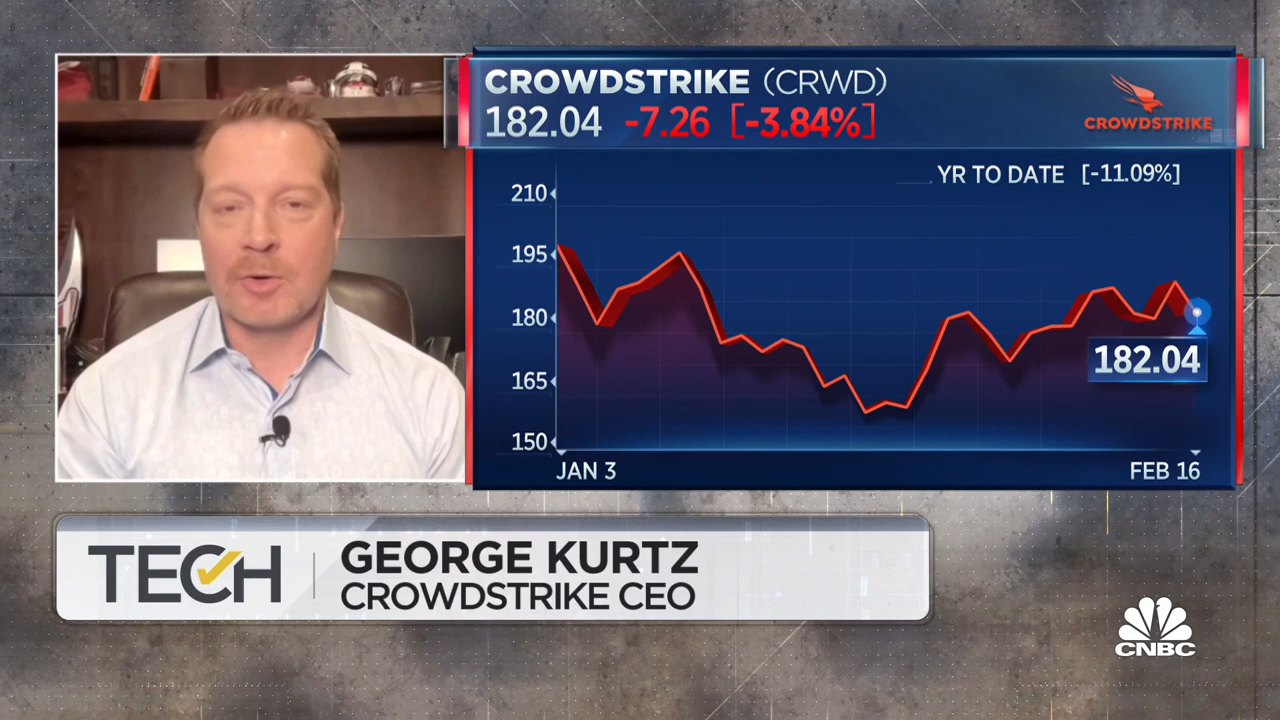 CROWDSTRIKE (CRWD)
182.04 -7.26 [-3.84%]
CROWDSTRIKE
YR TO DATE [-11.09%]
210
195
180
165
150
182.04
JAN 3
FEB 16
TECH
GEORGE KURTZ
CROWDSTRIKE CEO
CNBC